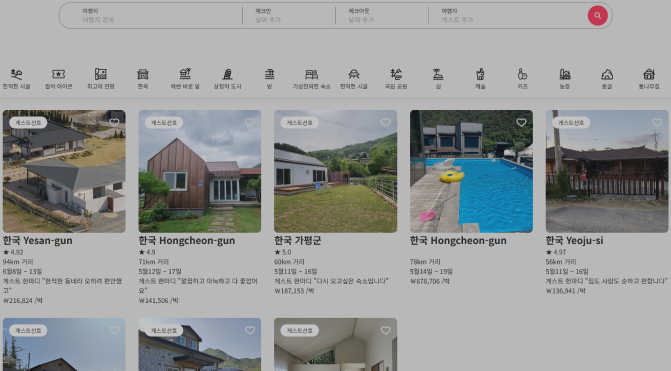 여행지
여행지 검색
체크인
날짜 추가
체크아웃
날짜 추가
여행자
게스트 추가
한적한 시골
컬처 아이콘
최고의 전망
한옥
해변 바로 앞
상징적 도시
방
기상천외한 숙소
한적한 시골
국립 공원
섬
캐슬
키즈
농장
동굴
통나무집
게스트선호
게스트선호
게스트선호
게스트선호
한국 Yesan-gun
★ 4.92
94km 거리
6월8일 ~ 13일
게스트 한마디 "한적한 동네라 오히려 편안했
고"
₩216,824 /박
한국 Hongcheon-gun
★ 4.9
71km 거리
5월12일 ~ 17일
게스트 한마디 "깔끔하고 아늑하고 다 좋았어
요"
₩141,506 /박
한국 가평군
★ 5.0
60km 거리
5월11일 ~ 16일
게스트 한마디 "다시 오고싶은 숙소입니다"
₩187,153 /박
한국 Hongcheon-gun
78km 거리
5월14일 ~ 19일
₩878,706 /박
한국 Yeoju-si
★ 4.97
56km 거리
5월11일 ~ 16일
게스트 한마디 "집도 사람도 순하고 편합니다"
₩136,941 /박
게스트선호
게스트선호
게스트선호